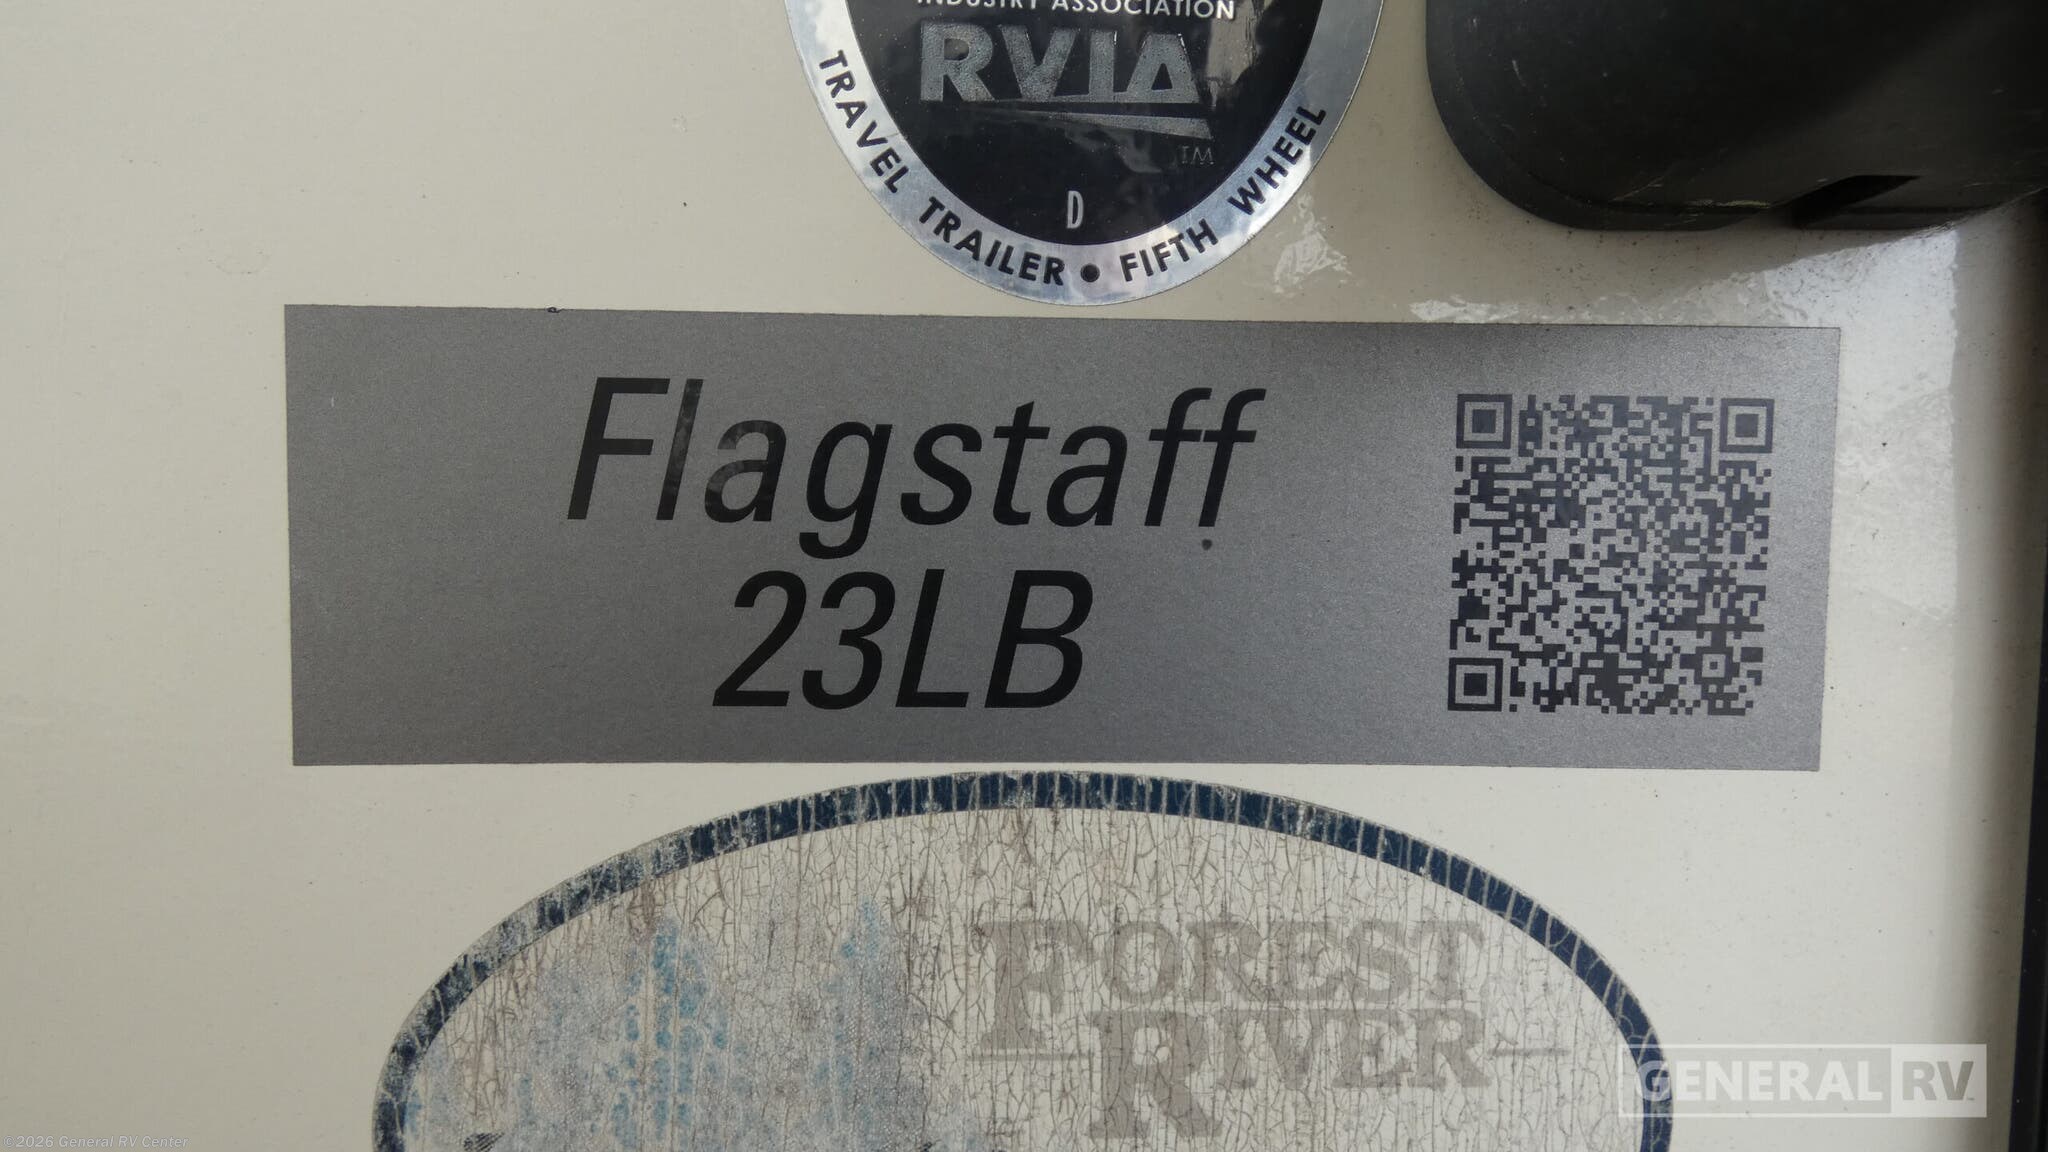 INDUSTRY ASSOCIATION
RVIA
TM
D
TRAVEL TRAILER • FIFTH WHEEL
Flagstaff
23LB
FOREST
RIVER
GENERAL RV
©2026 General RV Center